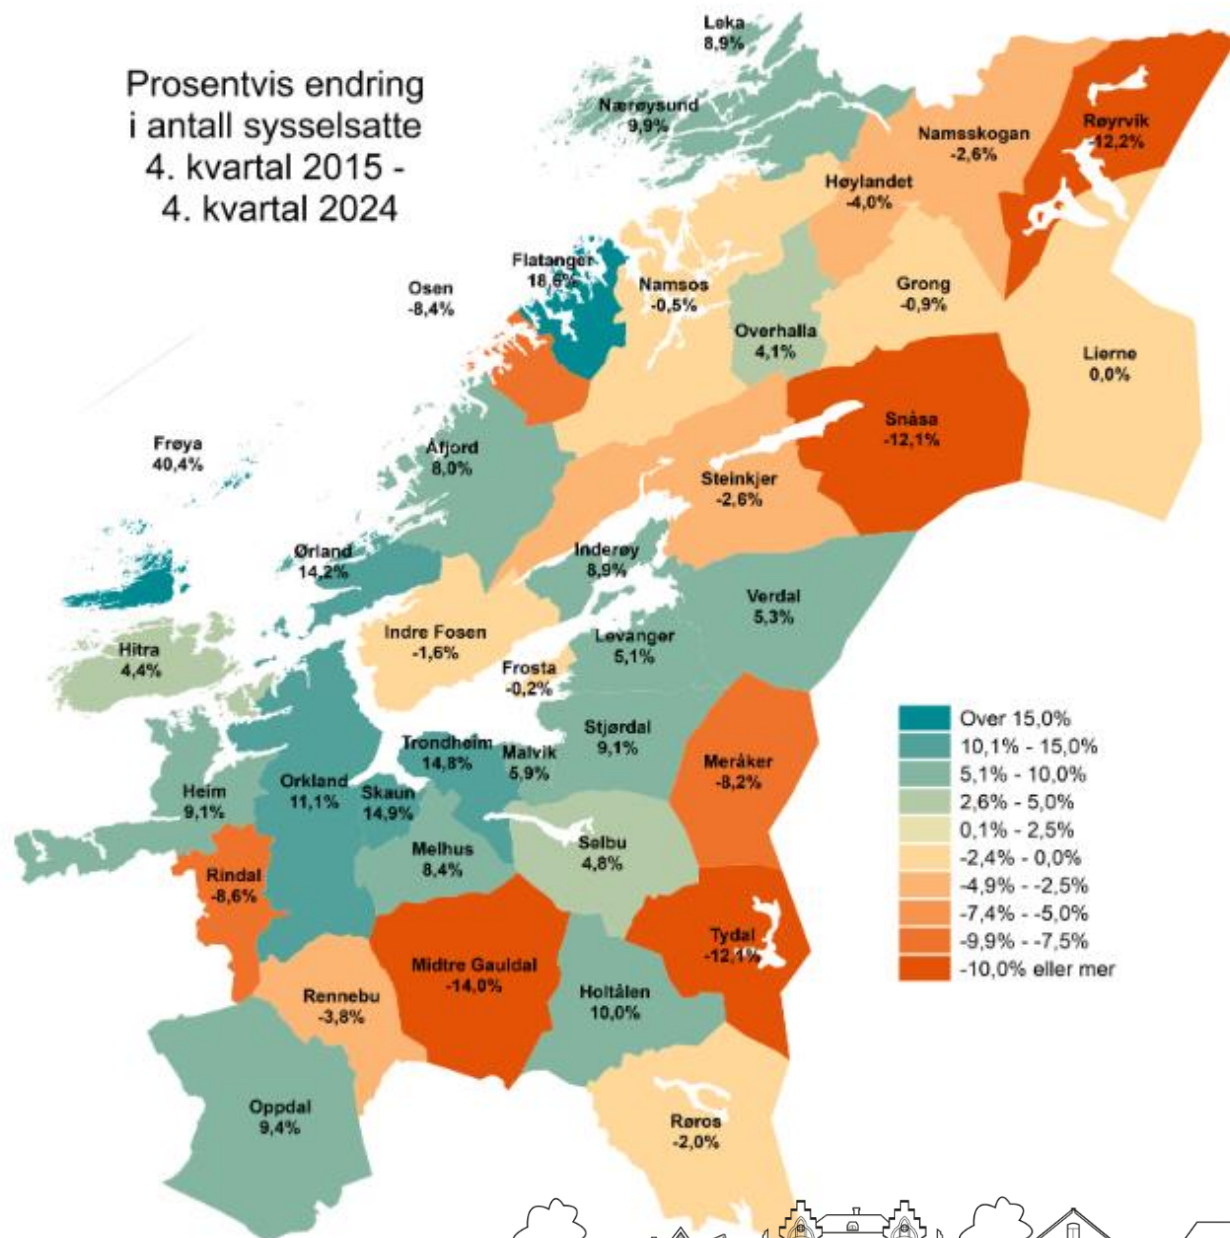 Prosentvis endring
i antall sysselsatte
4. kvartal 2015 -
4. kvartal 2024
Leka
8,9%
Nærøysund
9,9%
Namsskogan
-2,6%
Røyrvik
-12,2%
Høylandet
-4,0%
Flatanger
18,6%
Osen
-8,4%
Namsos
-0,5%
Grong
-0,9%
Overhalla
4,1%
Lierne
0,0%
Snåsa
-12,1%
Frøya
40,4%
Åfjord
8,0%
Steinkjer
-2,6%
Ørland
14,2%
Inderøy
8,9%
Verdal
5,3%
Hitra
4,4%
Indre Fosen
-1,6%
Levanger
5,1%
Frosta
-0,2%
Stjørdal
9,1%
Trondheim
14,8%
Malvik
5,9%
Meråker
-8,2%
Heim
9,1%
Orkland
11,1%
Skaun
14,9%
Melhus
8,4%
Selbu
4,8%
Rindal
-8,6%
Tydal
-12,1%
Midtre Gauldal
-14,0%
Rennebu
-3,8%
Holtålen
10,0%
Oppdal
9,4%
Røros
-2,0%
Over 15,0%
10,1% - 15,0%
5,1% - 10,0%
2,6% - 5,0%
0,1% - 2,5%
-2,4% - 0,0%
-4,9% - -2,5%
-7,4% - -5,0%
-9,9% - -7,5%
-10,0% eller mer